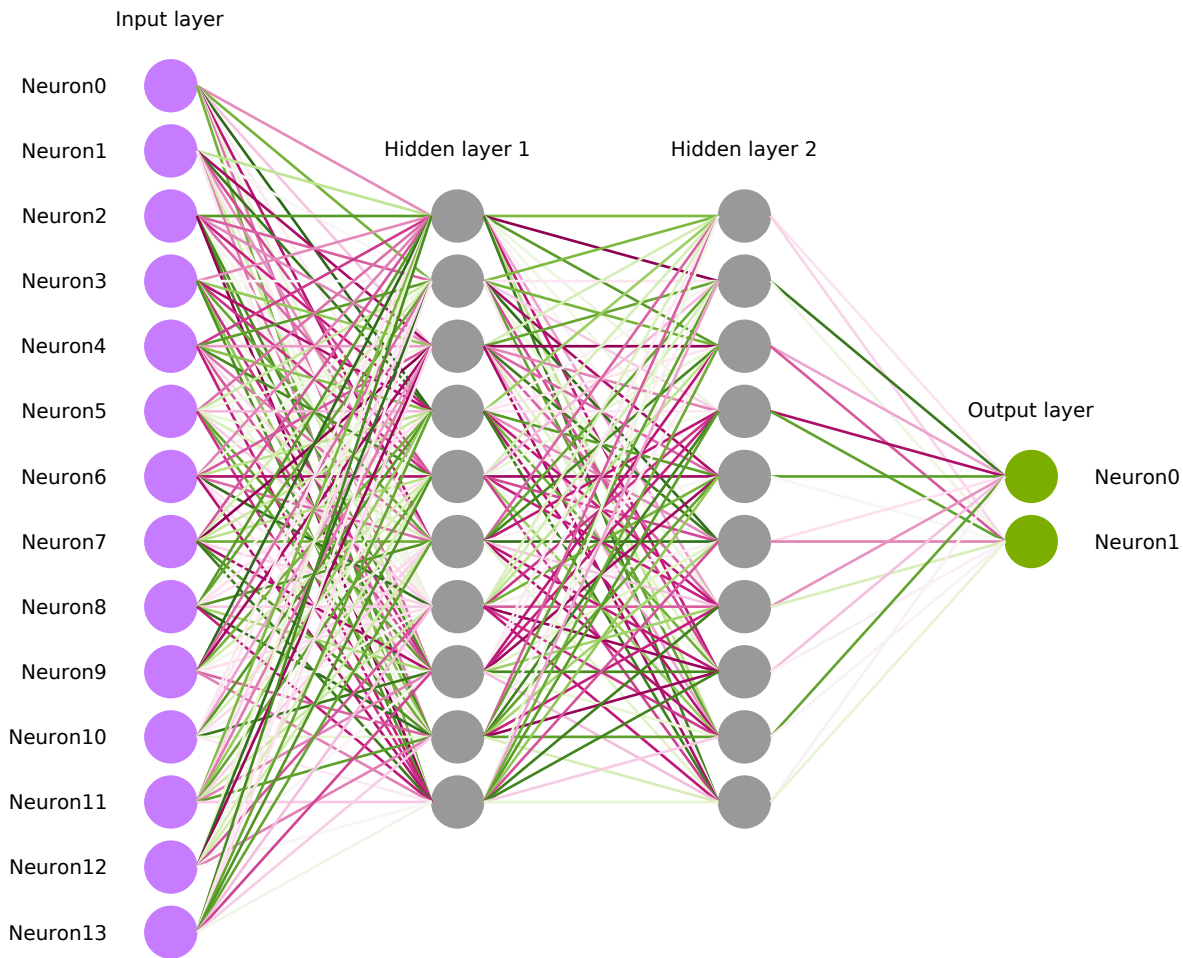 Input layer
Neuron0
Neuron1
Hidden layer 1
Hidden layer 2
Neuron2
Neuron3
Neuron4
Neuron5
Output layer
Neuron6
Neuron0
Neuron7
Neuron1
Neuron8
Neuron9
Neuron10
Neuron11
Neuron12
Neuron13